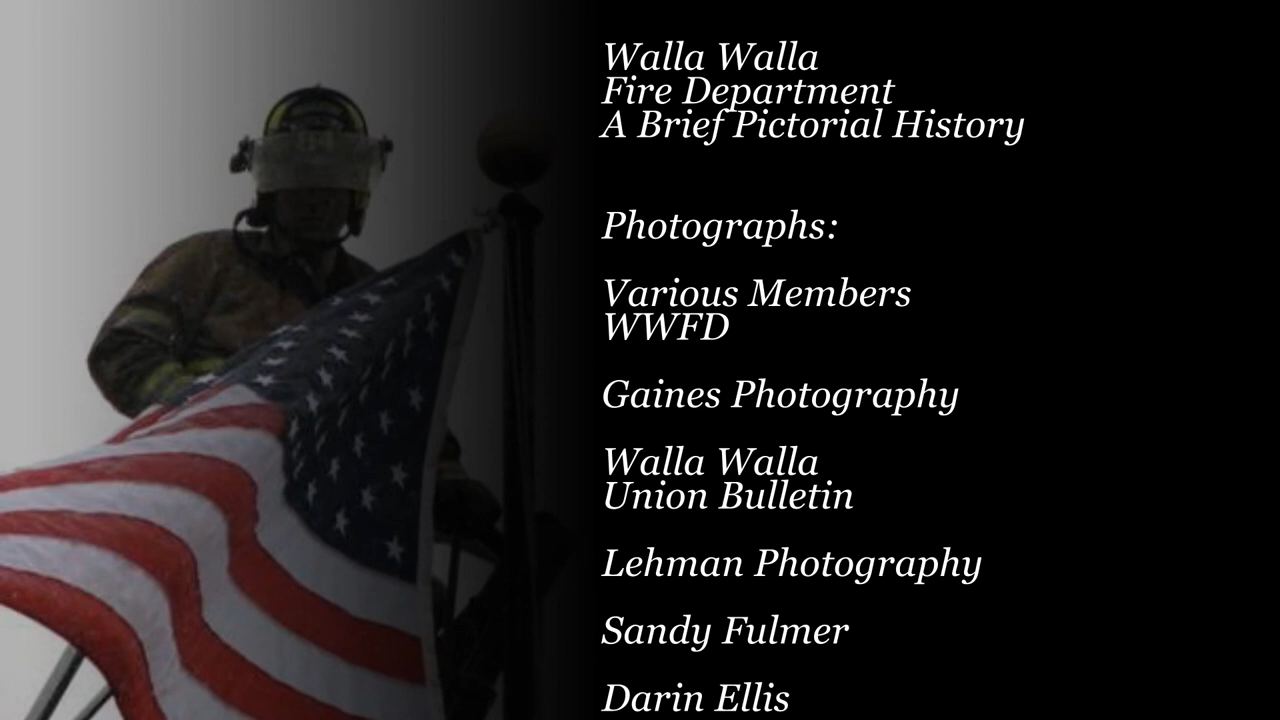 Walla Walla
Fire Department
A Brief Pictorial History
Photographs:
Various Members
WWFD
Gaines Photography
Walla Walla
Union Bulletin
Lehman Photography
Sandy Fulmer
Darin Ellis